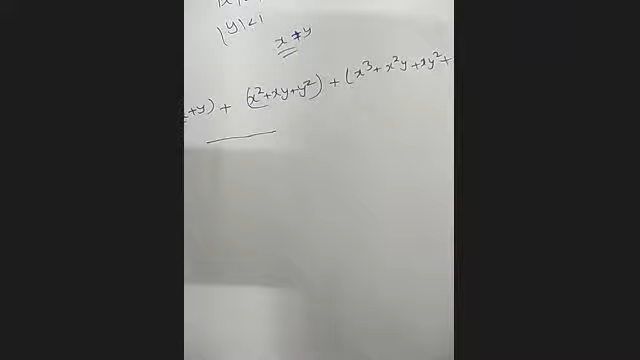 |y|<1
x≠y
+y) + (x²+xy+y²) + (x³+x²y+xy²+